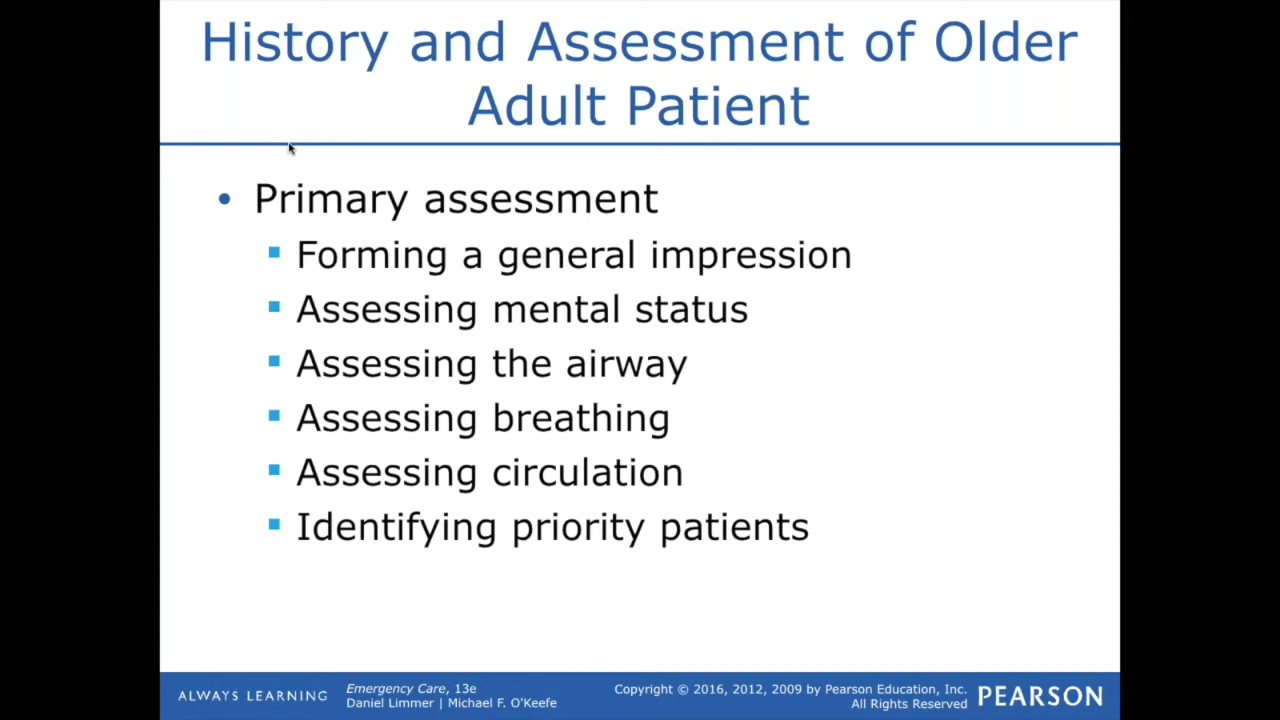 History and Assessment of Older
Adult Patient
• Primary assessment
▪ Forming a general impression
▪ Assessing mental status
▪ Assessing the airway
▪ Assessing breathing
▪ Assessing circulation
▪ Identifying priority patients
ALWAYS LEARNING
Emergency Care, 13e
Daniel Limmer | Michael F. O'Keefe
Copyright © 2016, 2012, 2009 by Pearson Education, Inc.
All Rights Reserved
PEARSON